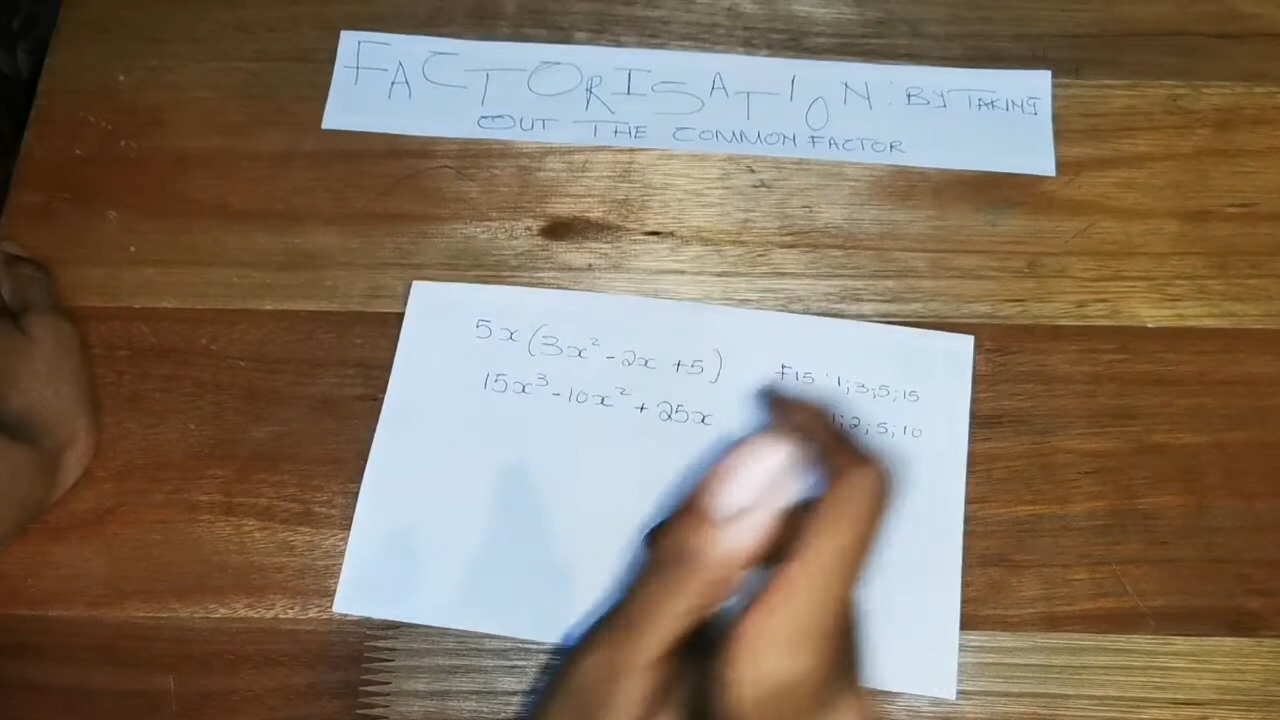 FACTORISATION: BY TAKING
OUT THE COMMON FACTOR
5x(3x² - 2x + 5)
15x³ - 10x² + 25x
F15: 1; 3; 5; 15
1; 2; 5; 10